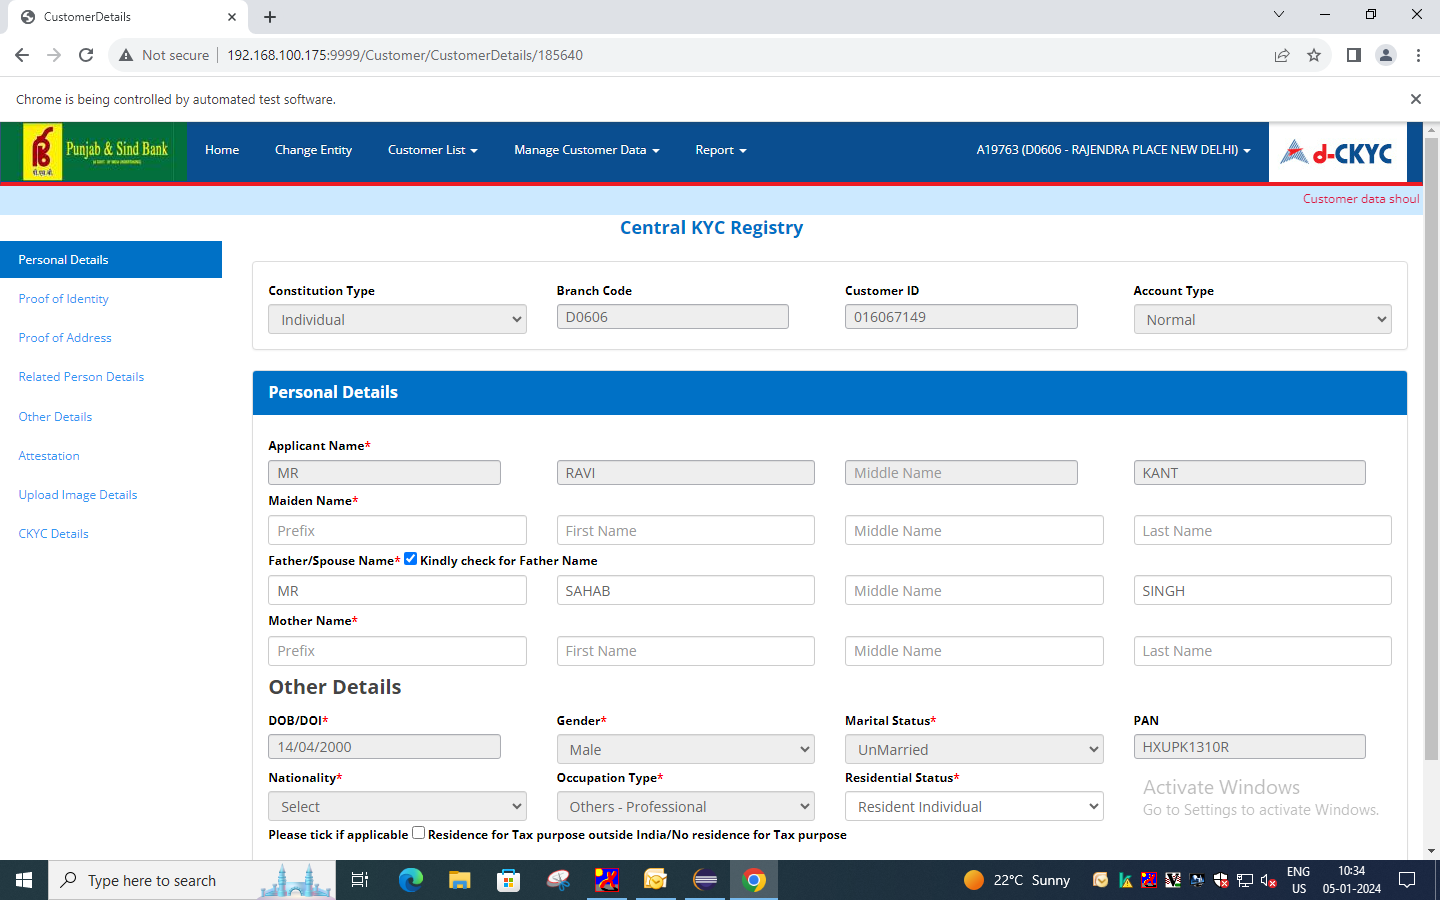 CustomerDetails
Not secure
192.168.100.175:9999/Customer/CustomerDetails/185640
Chrome is being controlled by automated test software.
Punjab & Sind Bank
Home
Change Entity
Customer List
Manage Customer Data
Report
A19763 (D0606 - RAJENDRA PLACE NEW DELHI)
d-CKYC
Customer data shoul
Central KYC Registry
Personal Details
Proof of Identity
Proof of Address
Related Person Details
Other Details
Attestation
Upload Image Details
CKYC Details
Constitution Type Branch Code Customer ID Account Type
Individual D0606 016067149 Normal
Personal Details
Applicant Name*
MR RAVI Middle Name KANT
Maiden Name*
Prefix First Name Middle Name Last Name
Father/Spouse Name* Kindly check for Father Name
MR SAHAB Middle Name SINGH
Mother Name*
Prefix First Name Middle Name Last Name
Other Details
DOB/DOI* Gender* Marital Status* PAN
14/04/2000 Male UnMarried HXUPK1310R
Nationality* Occupation Type* Residential Status*
Select Others - Professional Resident Individual
Please tick if applicable Residence for Tax purpose outside India/No residence for Tax purpose
Activate Windows
Go to Settings to activate Windows.
Type here to search
22°C Sunny
ENG
US
10:34
05-01-2024